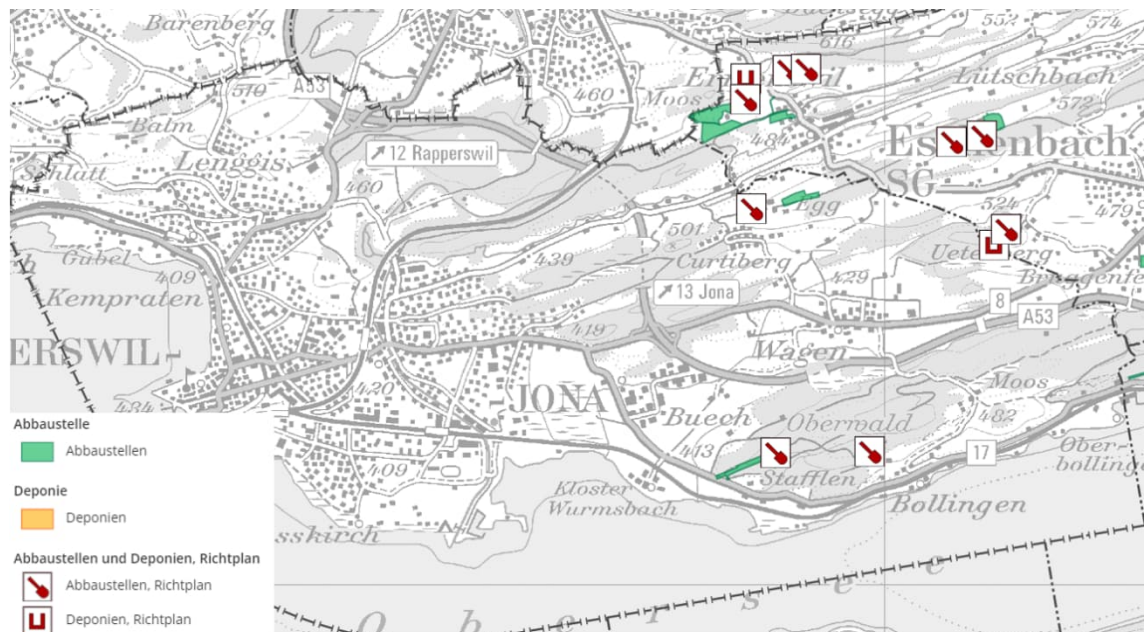 Barenberg
552
574
616
510
A53
460
Moos
Lütschbach
572
Balm
Lenggis
12 Rapperswil
484
Schlatt
SG
460
Egg
524
479
501
Gubel
409
439
Curtiberg
429
Kempraten
13 Jona
8
A53
419
ERSWIL
Wagen
420
JONA
Moos
482
434
Buech
Oberwald
413
409
17
Ober-
bolling
Stafflen
Kloster
Wurmsbach
Bollingen
sskirch
O b e r s e e
Abbaustelle
Abbaustellen
Deponie
Deponien
Abbaustellen und Deponien, Richtplan
Abbaustellen, Richtplan
Deponien, Richtplan